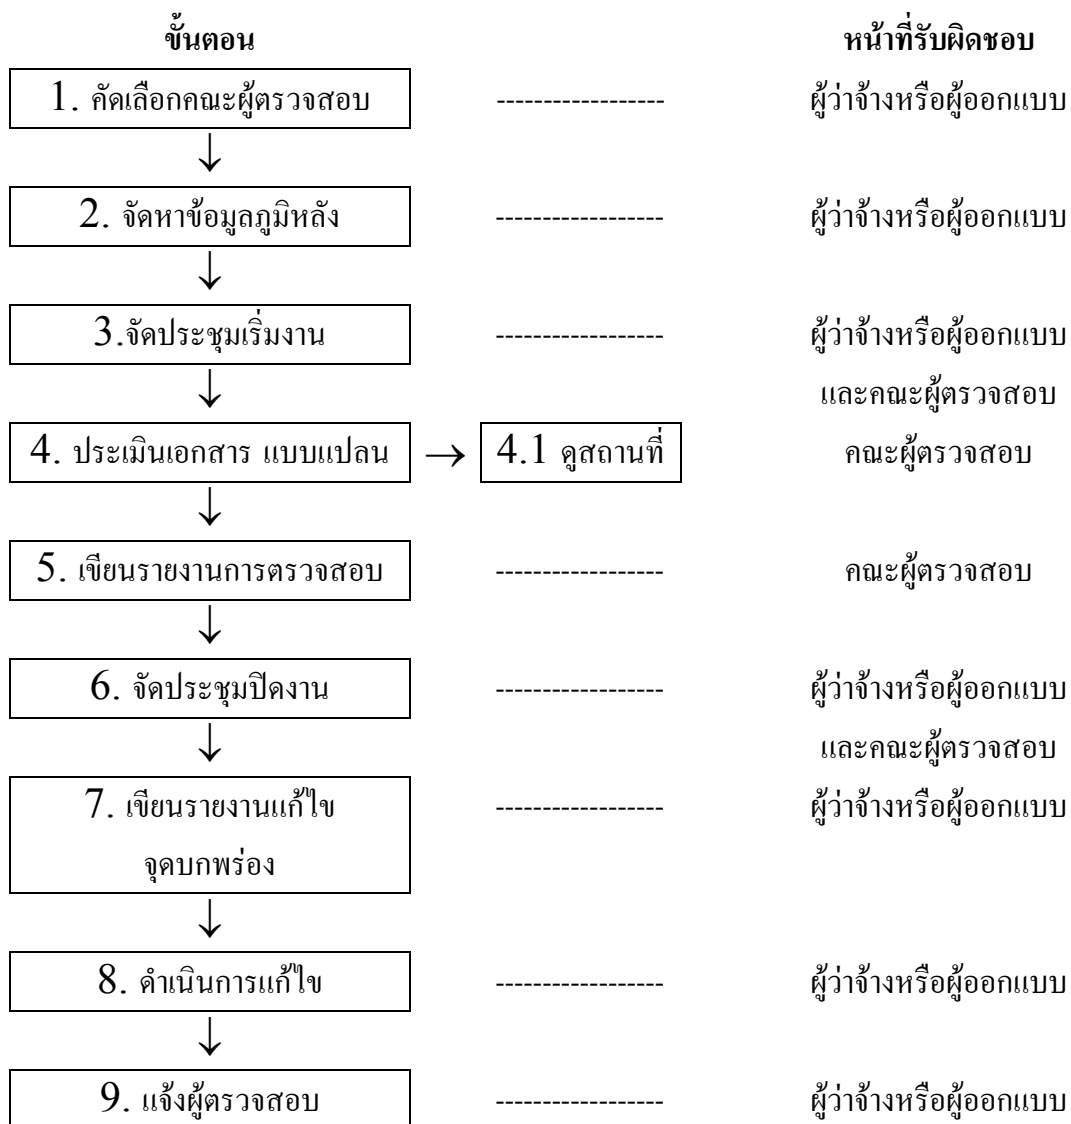 ขั้นตอน หน้าที่รับผิดชอบ
1. คัดเลือกคณะผู้ตรวจสอบ ------------------ ผู้ว่าจ้างหรือผู้ออกแบบ
2. จัดหาข้อมูลภูมิหลัง ------------------ ผู้ว่าจ้างหรือผู้ออกแบบ
3.จัดประชุมเริ่มงาน ------------------ ผู้ว่าจ้างหรือผู้ออกแบบ
และคณะผู้ตรวจสอบ
4. ประเมินเอกสาร แบบแปลน → 4.1 ดูสถานที่ คณะผู้ตรวจสอบ
5. เขียนรายงานการตรวจสอบ ------------------ คณะผู้ตรวจสอบ
6. จัดประชุมปิดงาน ------------------ ผู้ว่าจ้างหรือผู้ออกแบบ
และคณะผู้ตรวจสอบ
7. เขียนรายงานแก้ไข ------------------ ผู้ว่าจ้างหรือผู้ออกแบบ
จุดบกพร่อง
8. ดำเนินการแก้ไข ------------------ ผู้ว่าจ้างหรือผู้ออกแบบ
9. แจ้งผู้ตรวจสอบ ------------------ ผู้ว่าจ้างหรือผู้ออกแบบ